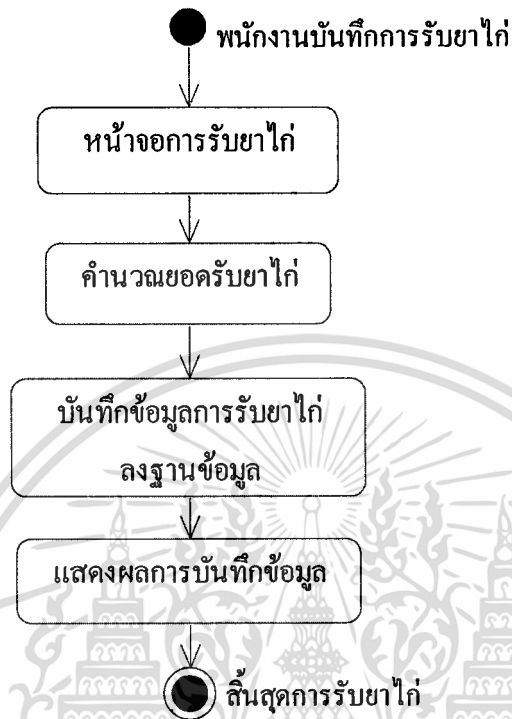 พนักงานบันทึกการรับยาไก่
หน้าจอการรับยาไก่
คำนวณยอดรับยาไก่
บันทึกข้อมูลการรับยาไก่
ลงฐานข้อมูล
แสดงผลการบันทึกข้อมูล
สิ้นสุดการรับยาไก่